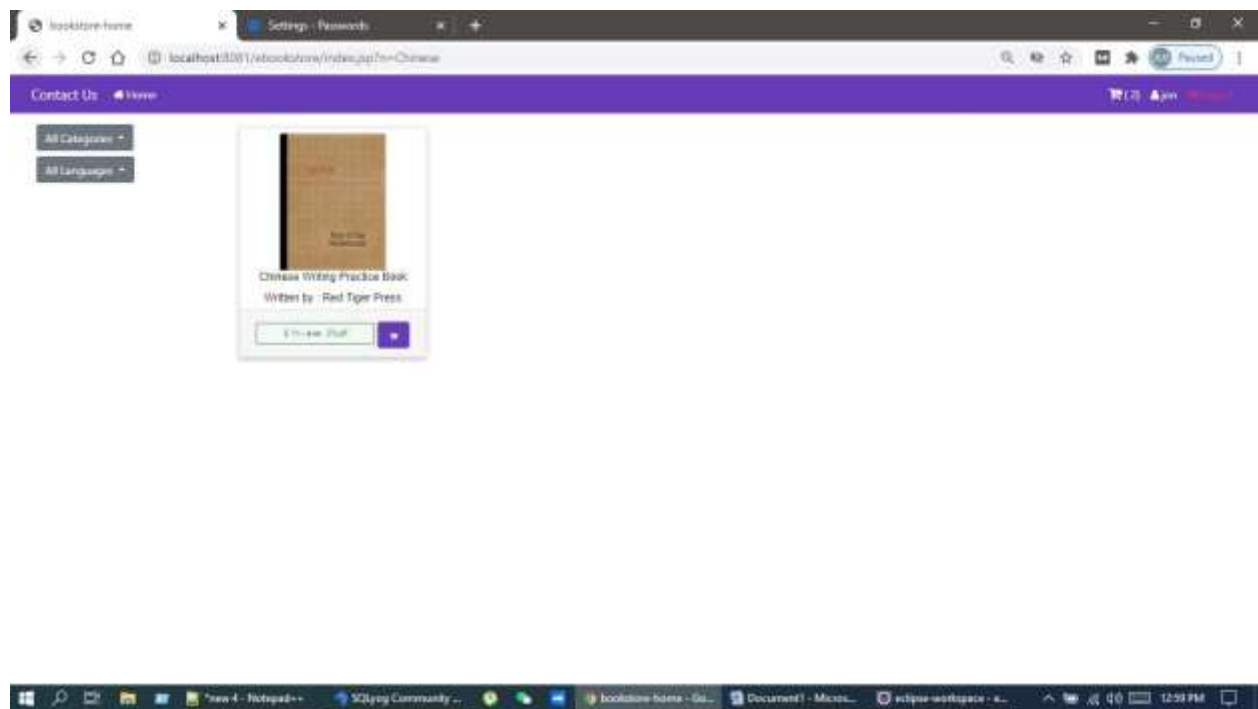 bookstore-home
Settings - Passwords
localhost:8081/ebookstore/index.jsp?n=Chinese
Paused
Contact Us Home
(2) jen
All Categories
All Languages
Chinese Writing Practice Book
Written by : Red Tiger Press
*new 4 - Notepad++
SQLyog Community ...
bookstore-home - Go...
Document1 - Micros...
eclipse-workspace - e...
12:59 PM